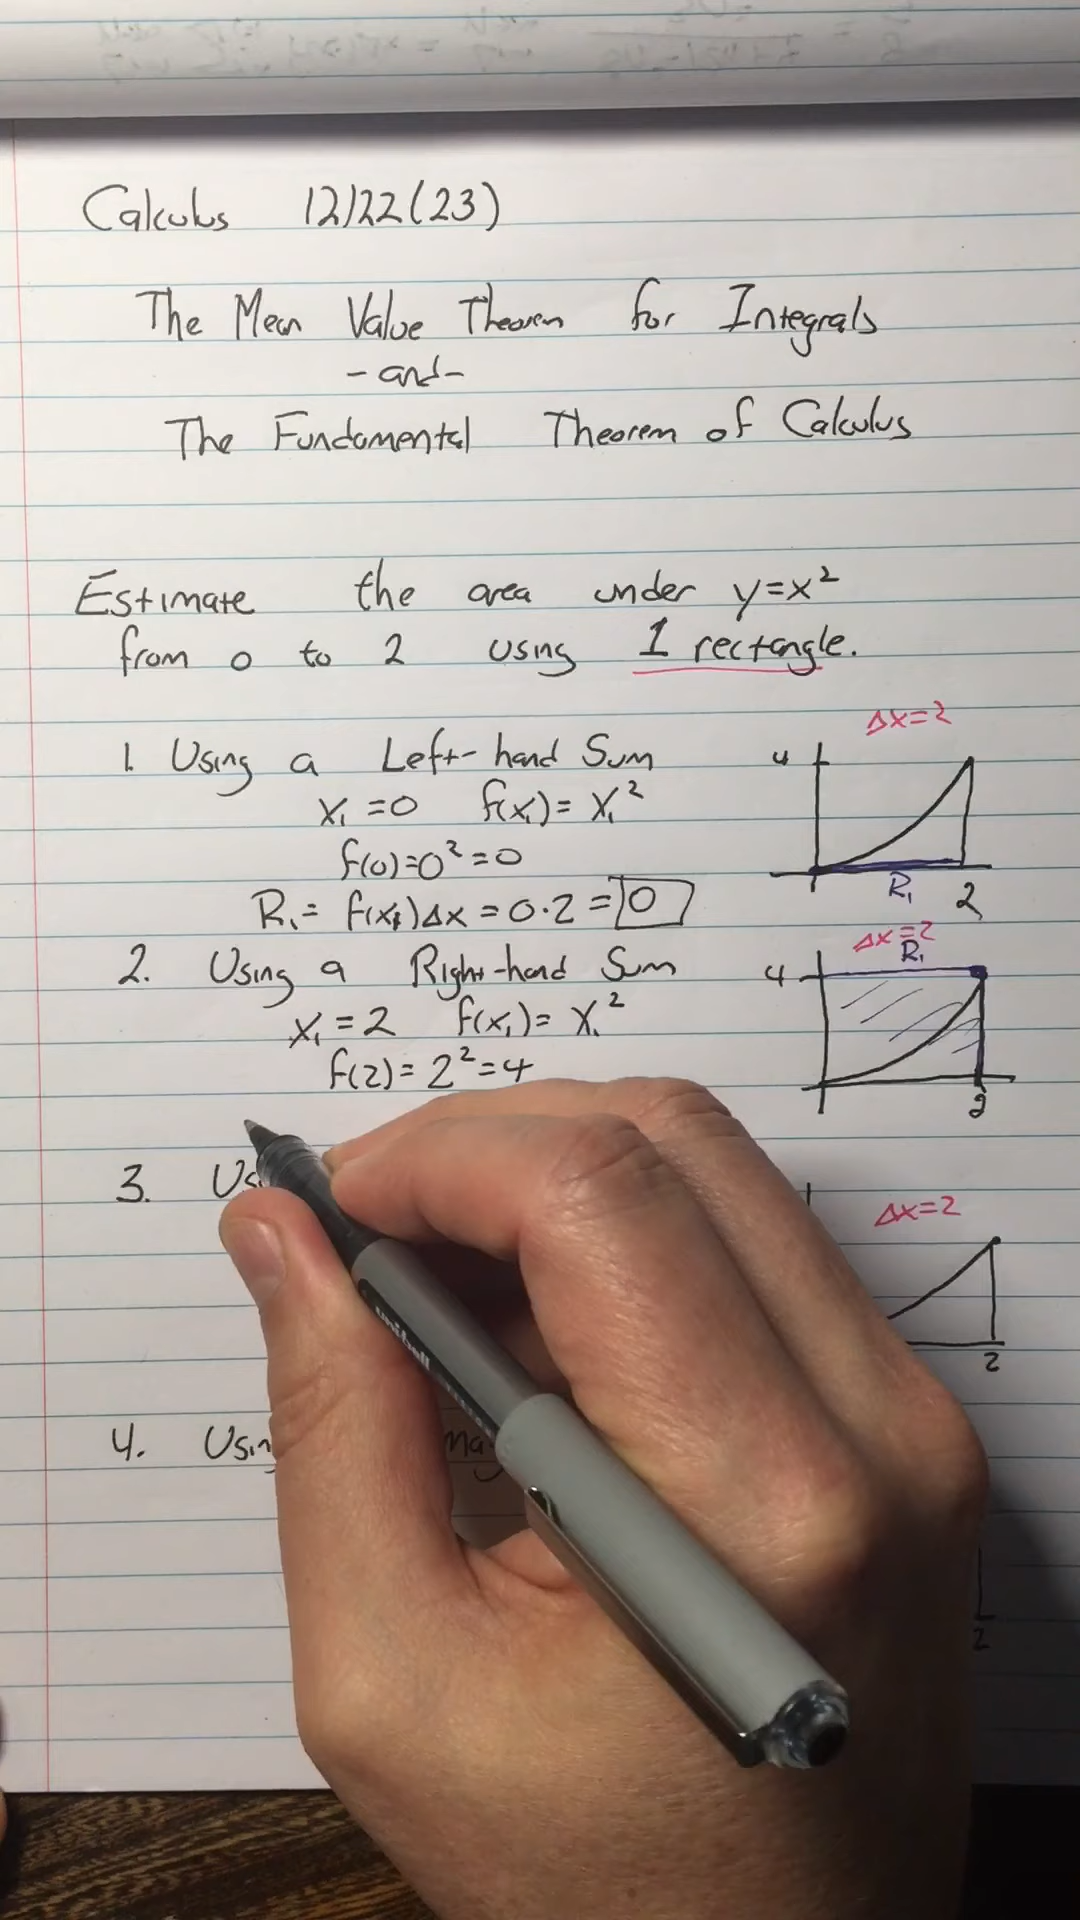 Calculus 12/22(23)
The Mean Value Theorem for Integrals
-and-
The Fundamental Theorem of Calculus
Estimate the area under y=x²
from 0 to 2 using 1 rectangle.
1. Using a Left-hand Sum
x₁=0 f(x₁)=x₁²
f(0)=0²=0
R₁= f(x₁)Δx = 0·2 = 0
Δx=2
4
R₁ 2
2. Using a Right-hand Sum
x₁=2 f(x₁)=x₁²
f(2)=2²=4
Δx=2
R₁
4
2
3.
Δx=2
2
4.
2
uniball